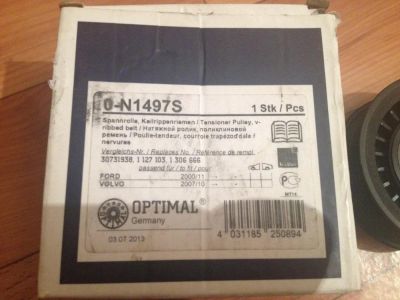 0-N1497S
1 Stk / Pcs
Spannrolle, Keilrippenriemen / Tensioner Pulley, v-
ribbed belt / Натяжной ролик, поликлиновой
ремень / Poulie-tendeur, courroie trapézoïdale /
nervures
Vergleichs-Nr. / Replaces No. / Référence de rempl.
30731938, 1 127 103, 1 306 666
passend für / to fit / pour
FORD 2000/11
VOLVO 2007/10
OPTIMAL®
Germany
МТ14
03 07 2013
4 031185 250894